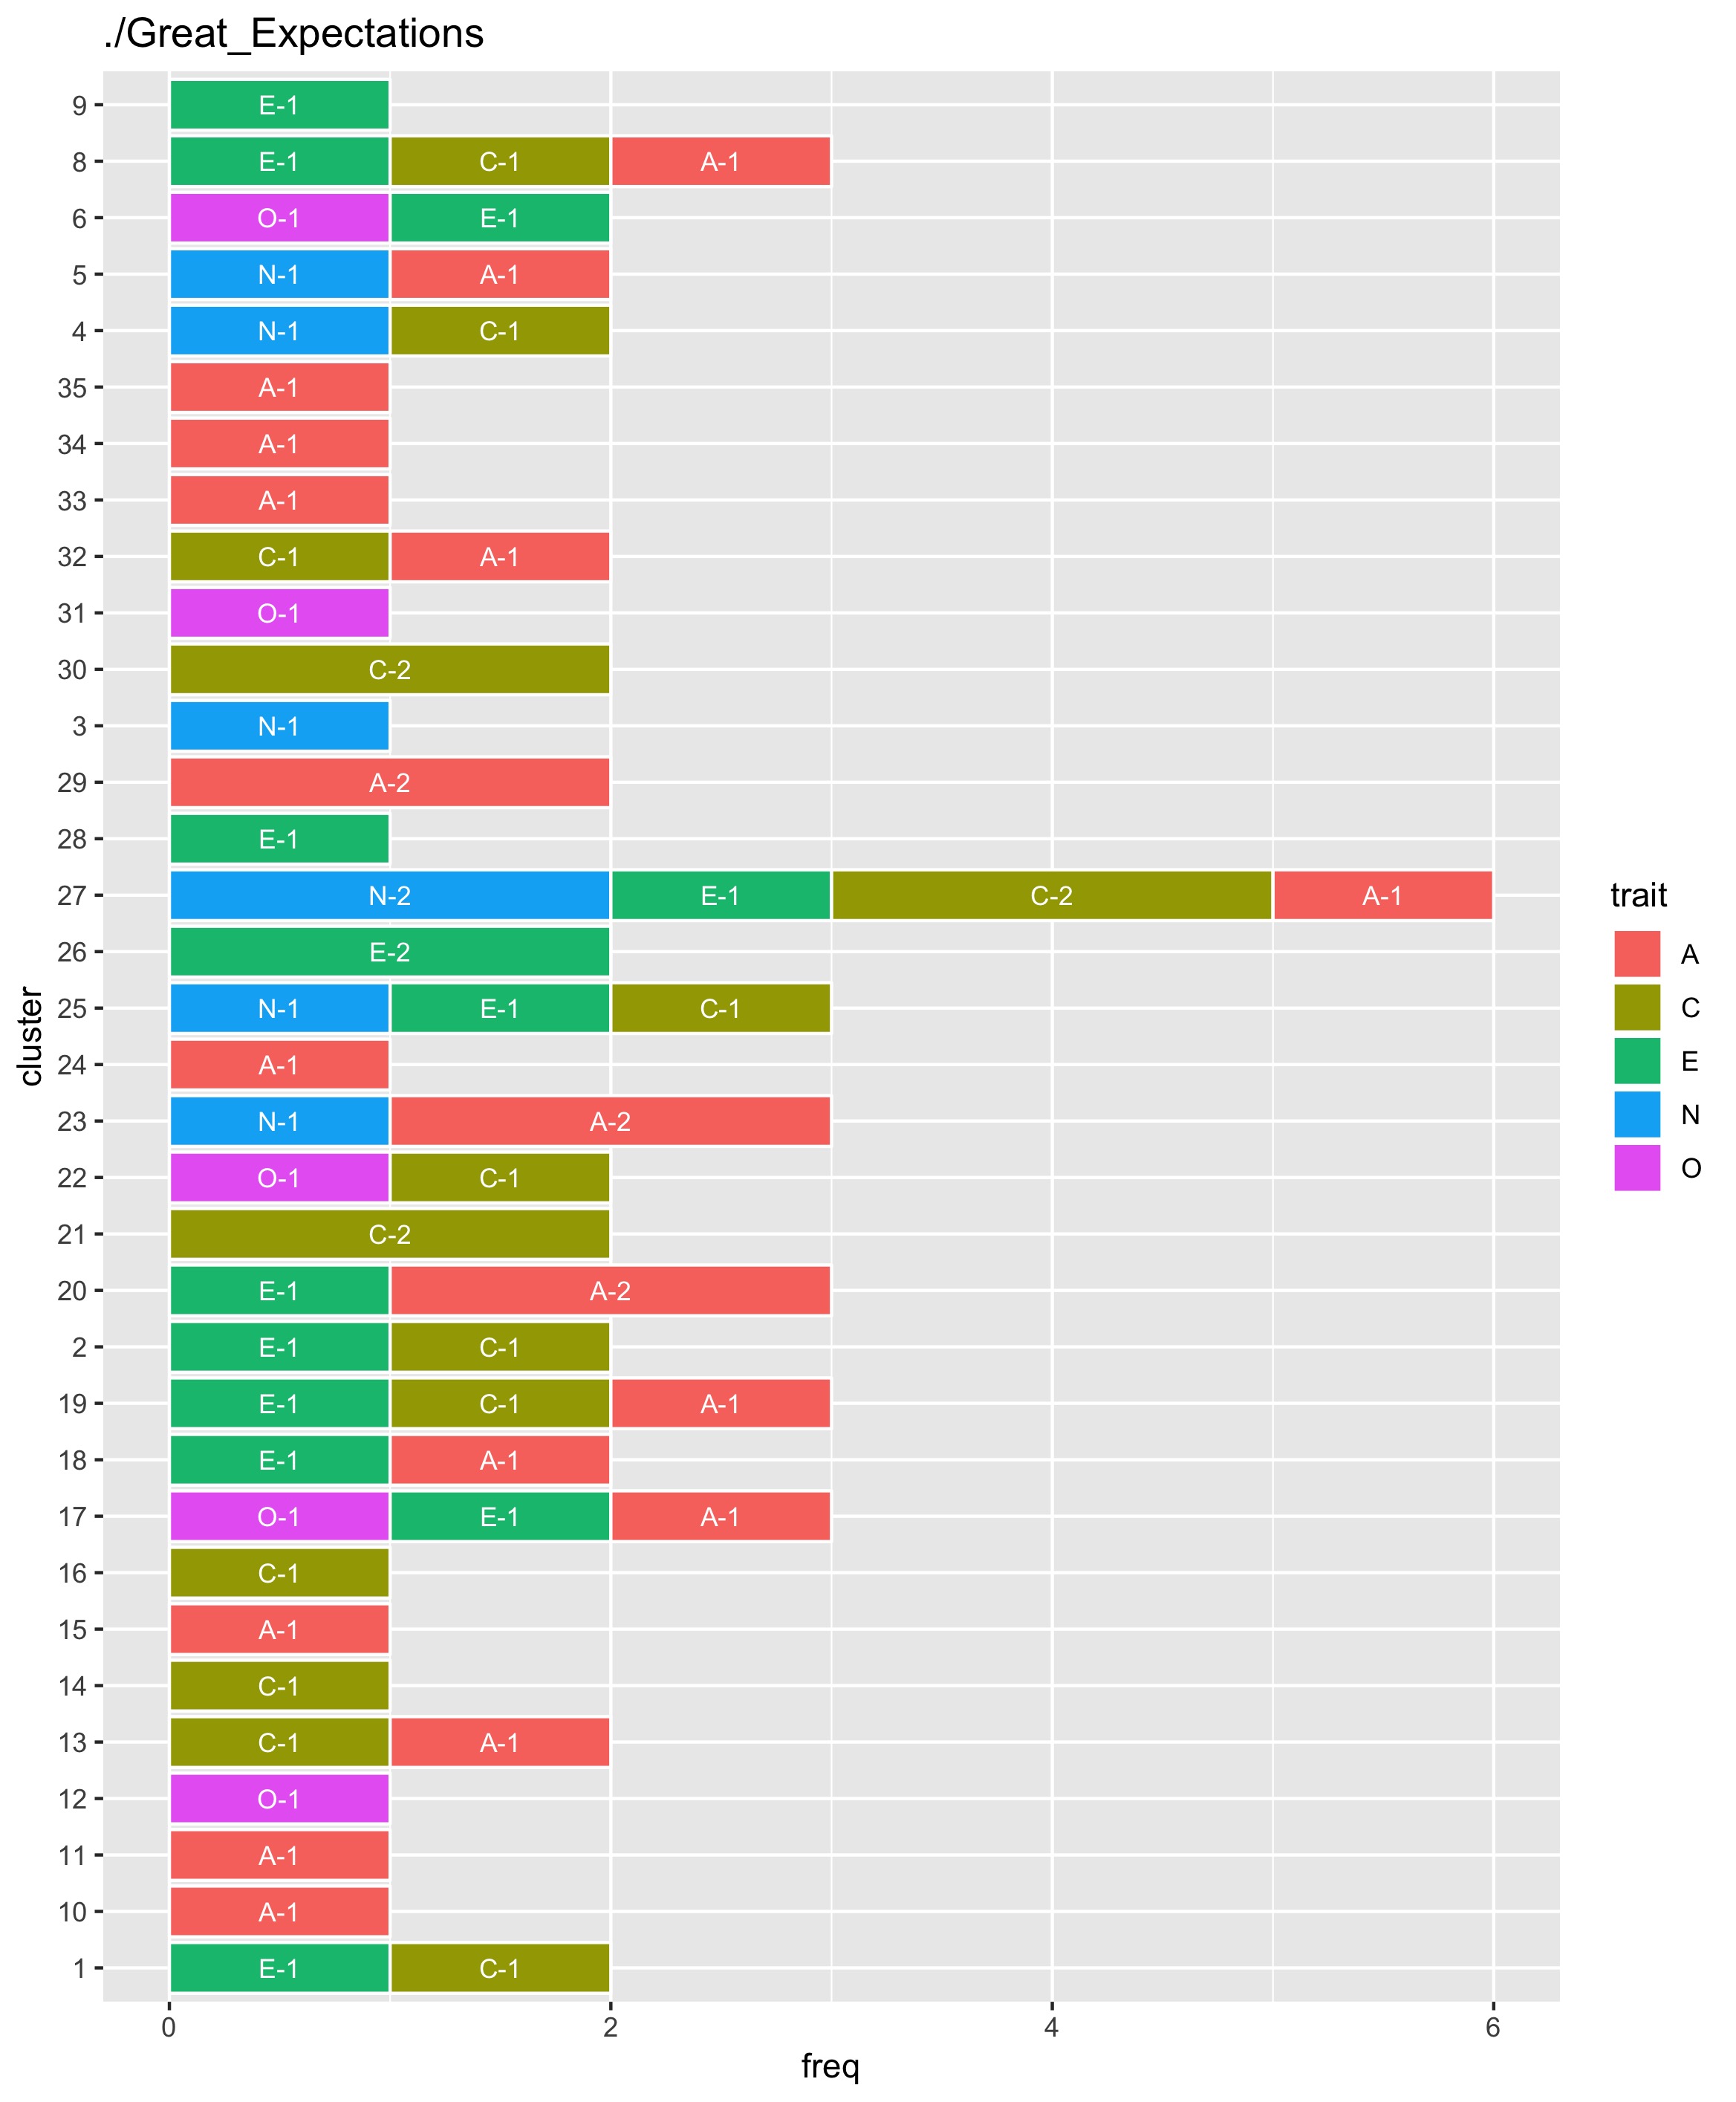 ./Great_Expectations
9 E-1
8 E-1 C-1 A-1
6 O-1 E-1
5 N-1 A-1
4 N-1 C-1
35 A-1
34 A-1
33 A-1
32 C-1 A-1
31 O-1
30 C-2
3 N-1
29 A-2
28 E-1
27 N-2 E-1 C-2 A-1
26 E-2
25 N-1 E-1 C-1
24 A-1
23 N-1 A-2
22 O-1 C-1
21 C-2
20 E-1 A-2
2 E-1 C-1
19 E-1 C-1 A-1
18 E-1 A-1
17 O-1 E-1 A-1
16 C-1
15 A-1
14 C-1
13 C-1 A-1
12 O-1
11 A-1
10 A-1
1 E-1 C-1
0 2 4 6
freq
cluster
trait
A
C
E
N
O